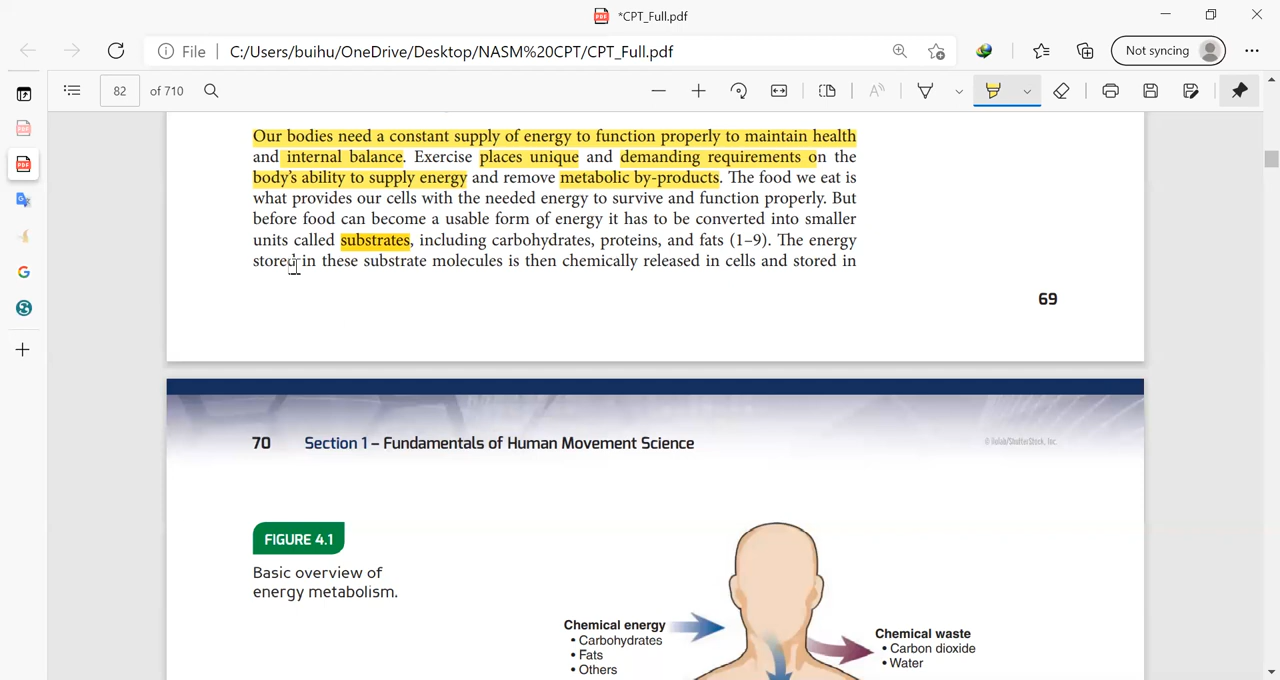 *CPT_Full.pdf
File
C:/Users/buihu/OneDrive/Desktop/NASM%20CPT/CPT_Full.pdf
Not syncing
82 of 710
Our bodies need a constant supply of energy to function properly to maintain health
and internal balance. Exercise places unique and demanding requirements on the
body's ability to supply energy and remove metabolic by-products. The food we eat is
what provides our cells with the needed energy to survive and function properly. But
before food can become a usable form of energy it has to be converted into smaller
units called substrates, including carbohydrates, proteins, and fats (1–9). The energy
stored in these substrate molecules is then chemically released in cells and stored in
69
70 Section 1 – Fundamentals of Human Movement Science
FIGURE 4.1
Basic overview of
energy metabolism.
Chemical energy
• Carbohydrates
• Fats
• Others
Chemical waste
• Carbon dioxide
• Water